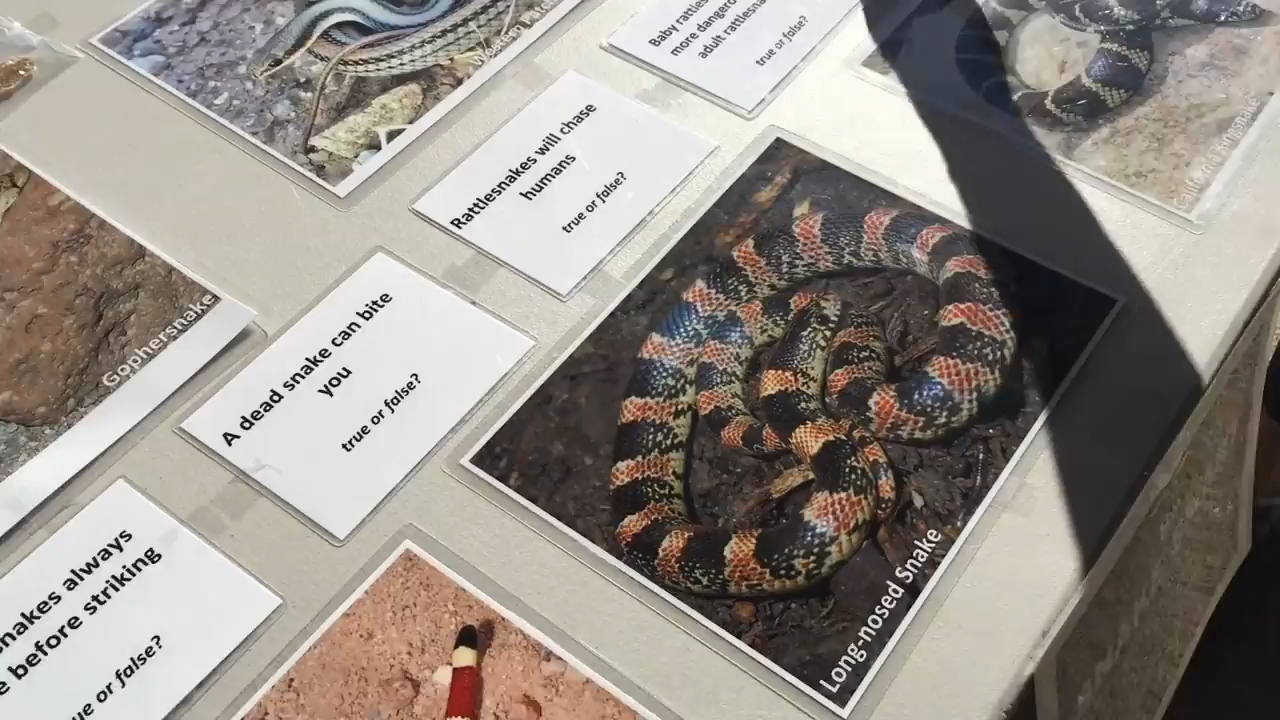 Baby rattles
more dangero
adult rattlesna
true or false?
Rattlesnakes will chase
humans
true or false?
Gophersnake
A dead snake can bite
you
true or false?
Long-nosed Snake
nakes always
e before striking
ue or false?